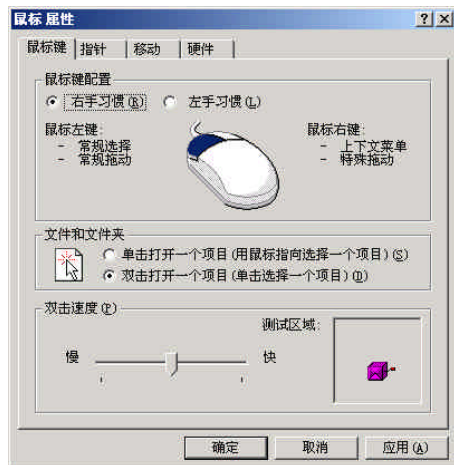 鼠标 属性
鼠标键 指针 移动 硬件
鼠标键配置
右手习惯(R) 左手习惯(L)
鼠标左键: 鼠标右键:
- 常规选择 - 上下文菜单
- 常规拖动 - 特殊拖动
文件和文件夹
单击打开一个项目(用鼠标指向选择一个项目)(S)
双击打开一个项目(单击选择一个项目)(D)
双击速度(P)
测试区域:
慢 快
确定 取消 应用(A)